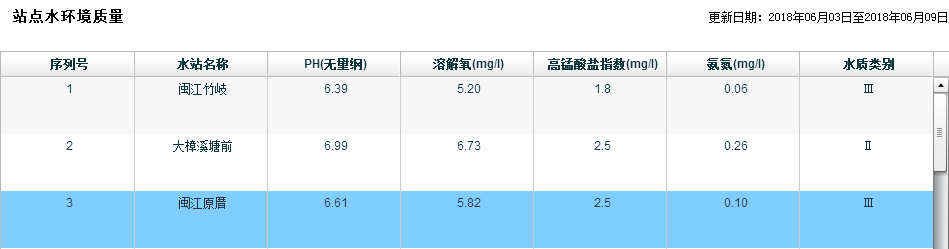 站点水环境质量
更新日期：2018年06月03日至2018年06月09日
序列号 水站名称 PH(无量纲) 溶解氧(mg/l) 高锰酸盐指数(mg/l) 氨氮(mg/l) 水质类别
1 闽江竹岐 6.39 5.20 1.8 0.06 Ⅲ
2 大樟溪塘前 6.99 6.73 2.5 0.26 Ⅱ
3 闽江原厝 6.61 5.82 2.5 0.10 Ⅲ